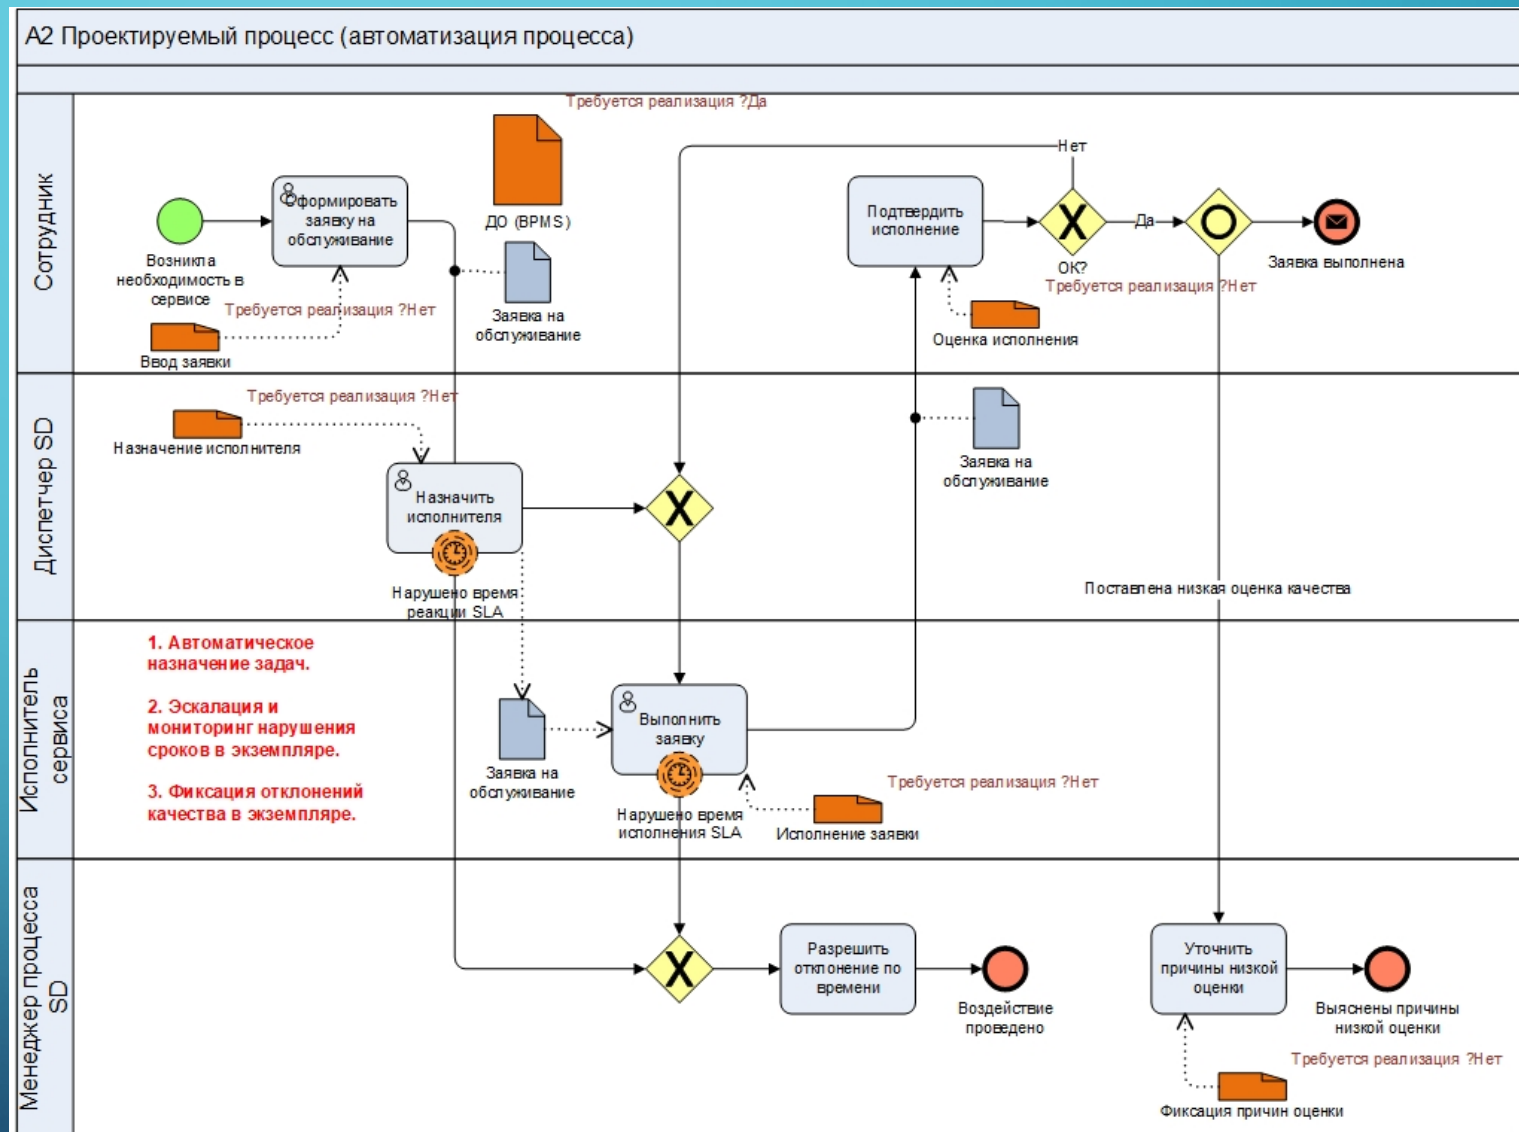 А2 Проектируемый процесс (автоматизация процесса)
Сотрудник
Требуется реализация ?Да
ДО (BPMS)
Сформировать
заявку на
обслуживание
Возникла
необходимость в
сервисе
Требуется реализация ?Нет
Ввод заявки
Заявка на
обслуживание
Подтвердить
исполнение
Нет
Да
ОК?
Заявка выполнена
Требуется реализация ?Нет
Оценка исполнения
Диспетчер SD
Требуется реализация ?Нет
Назначение исполнителя
Назначить
исполнителя
Нарушено время
реакции SLA
Заявка на
обслуживание
Поставлена низкая оценка качества
Исполнитель
сервиса
1. Автоматическое
назначение задач.
2. Эскалация и
мониторинг нарушения
сроков в экземпляре.
3. Фиксация отклонений
качества в экземпляре.
Заявка на
обслуживание
Выполнить
заявку
Нарушено время
исполнения SLA
Требуется реализация ?Нет
Исполнение заявки
Менеджер процесса
SD
Разрешить
отклонение по
времени
Воздействие
проведено
Уточнить
причины низкой
оценки
Выяснены причины
низкой оценки
Требуется реализация ?Нет
Фиксация причин оценки